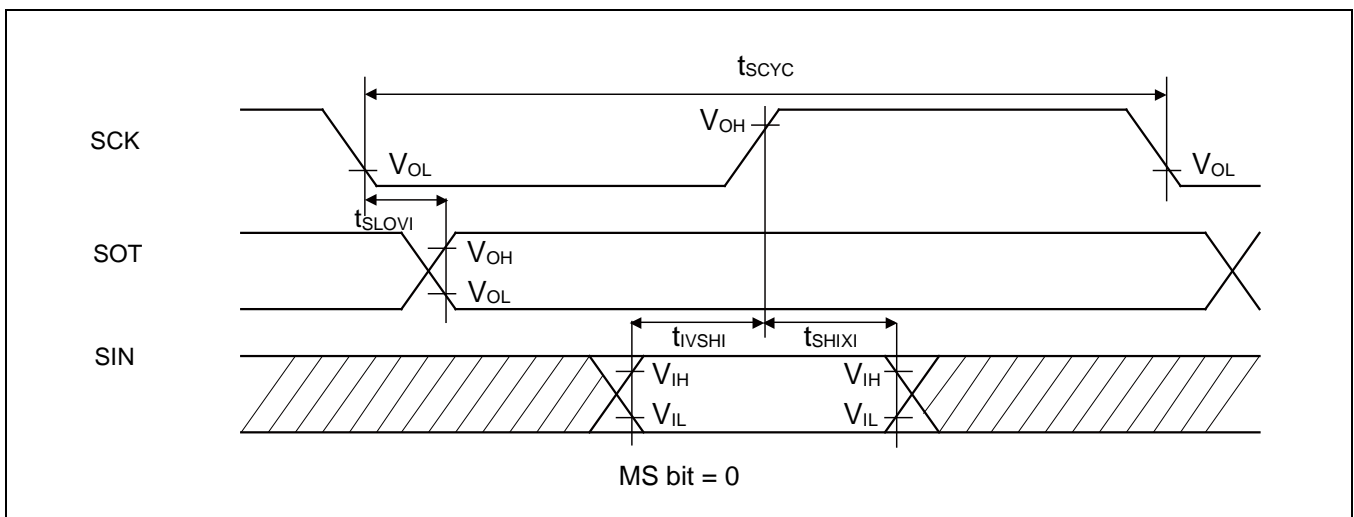 tSCYC
SCK
VOH
VOL
VOL
tSLOVI
SOT
VOH
VOL
tIVSHI
tSHIXI
SIN
VIH
VIH
VIL
VIL
MS bit = 0